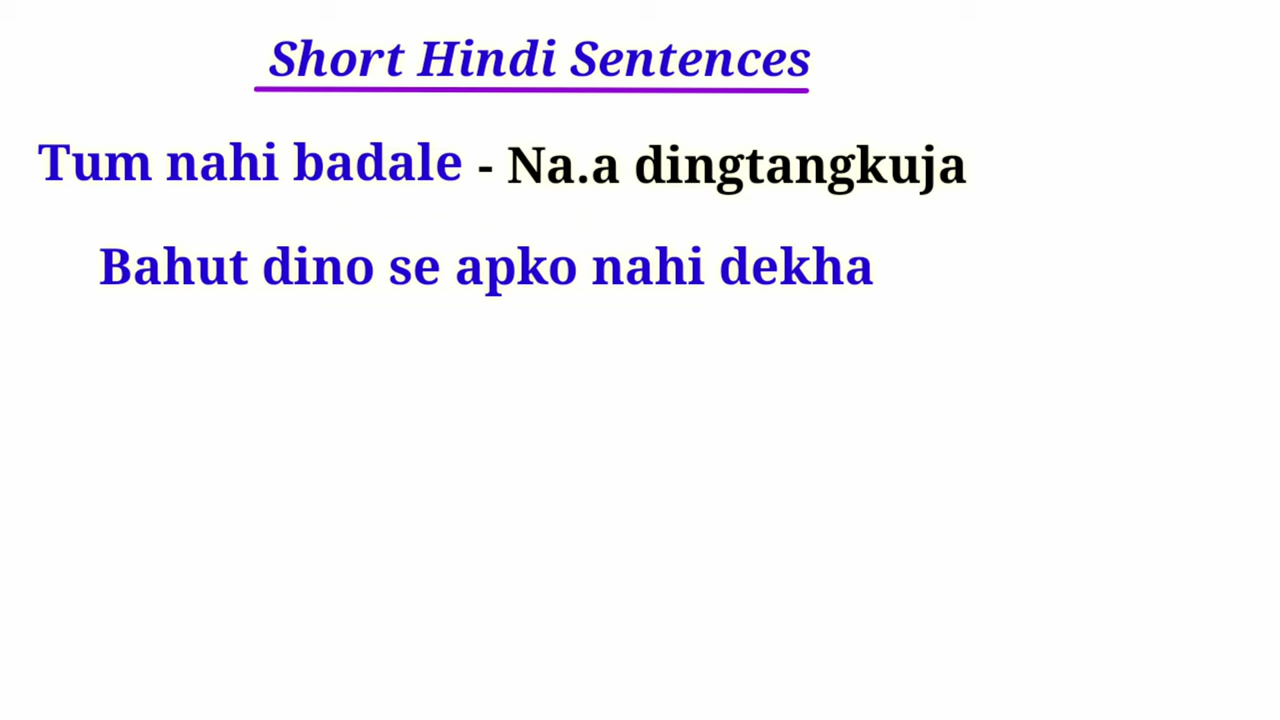 Short Hindi Sentences
Tum nahi badale - Na.a dingtangkuja
Bahut dino se apko nahi dekha